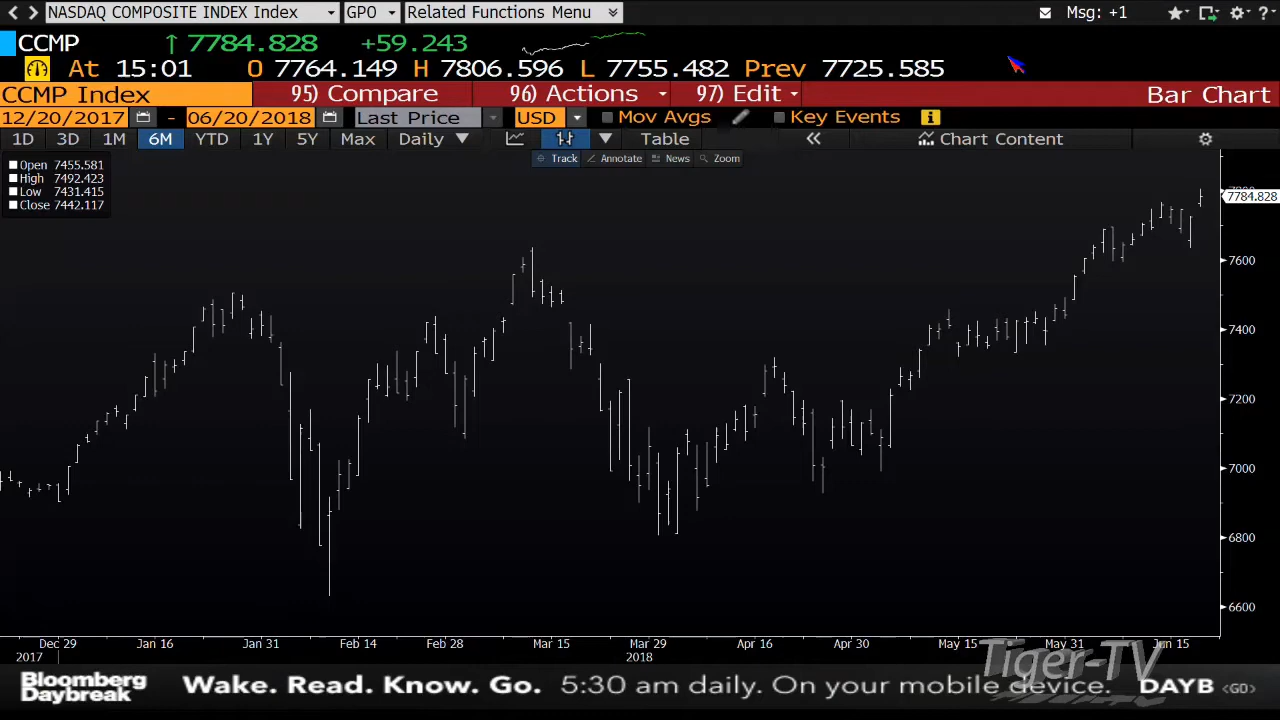 NASDAQ COMPOSITE INDEX Index GPO Related Functions Menu Msg: +1
CCMP ↑ 7784.828 +59.243
At 15:01 O 7764.149 H 7806.596 L 7755.482 Prev 7725.585
CCMP Index 95) Compare 96) Actions 97) Edit Bar Chart
12/20/2017 - 06/20/2018 Last Price USD Mov Avgs Key Events
1D 3D 1M 6M YTD 1Y 5Y Max Daily Table « Chart Content
Track Annotate News Zoom
Open 7455.581
High 7492.423
Low 7431.415
Close 7442.117
7784.828
7600
7400
7200
7000
6800
6600
Dec 29 Jan 16 Jan 31 Feb 14 Feb 28 Mar 15 Mar 29 Apr 16 Apr 30 May 15 May 31 Jun 15
2017 2018
Tiger-TV
Bloomberg
Daybreak
Wake. Read. Know. Go. 5:30 am daily. On your mobile device. DAYB <GO>